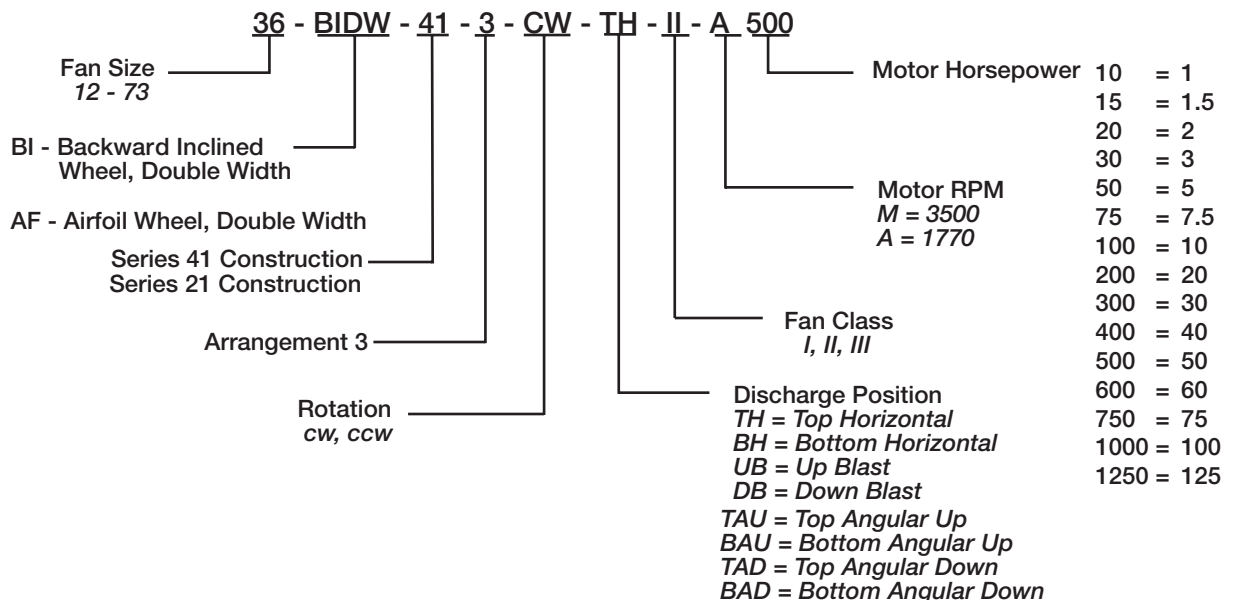 36 - BIDW - 41 - 3 - CW - TH - II - A 500
Fan Size
12 - 73
BI - Backward Inclined
Wheel, Double Width
AF - Airfoil Wheel, Double Width
Series 41 Construction
Series 21 Construction
Arrangement 3
Rotation
cw, ccw
Motor Horsepower
10 = 1
15 = 1.5
20 = 2
30 = 3
50 = 5
75 = 7.5
100 = 10
200 = 20
300 = 30
400 = 40
500 = 50
600 = 60
750 = 75
1000 = 100
1250 = 125
Motor RPM
M = 3500
A = 1770
Fan Class
I, II, III
Discharge Position
TH = Top Horizontal
BH = Bottom Horizontal
UB = Up Blast
DB = Down Blast
TAU = Top Angular Up
BAU = Bottom Angular Up
TAD = Top Angular Down
BAD = Bottom Angular Down